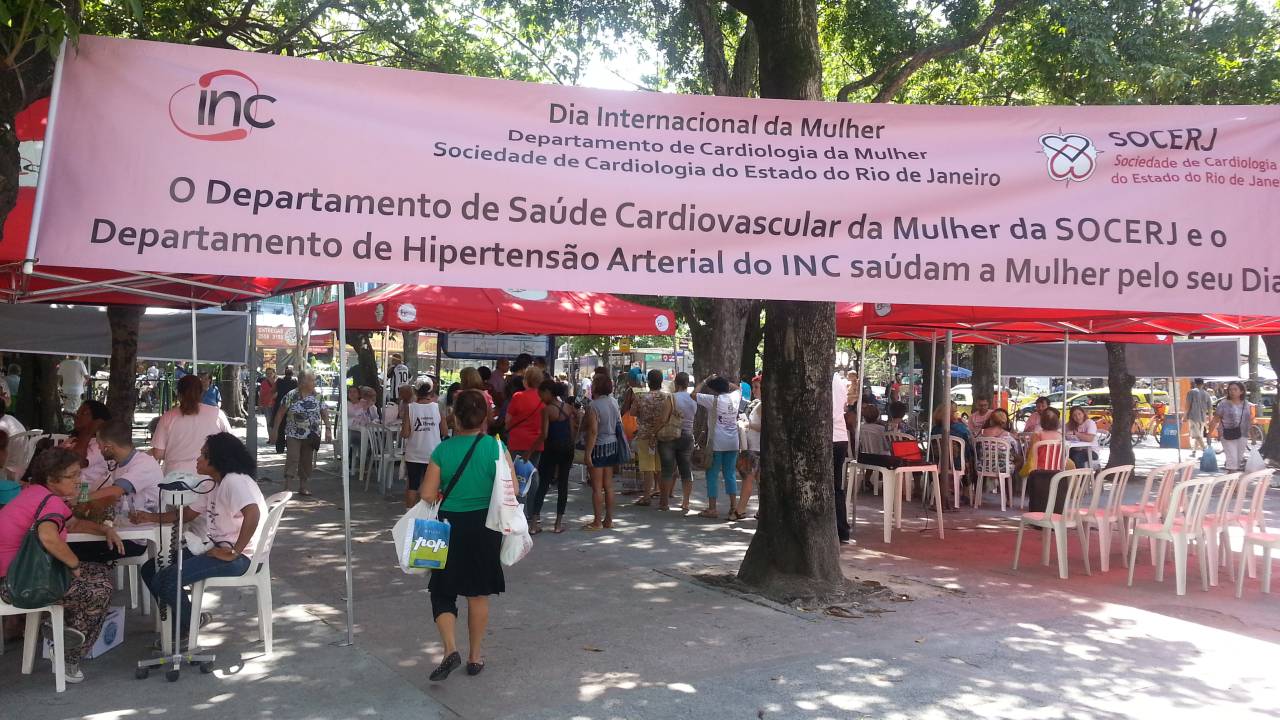 inc
Dia Internacional da Mulher
Departamento de Cardiologia da Mulher
Sociedade de Cardiologia do Estado do Rio de Janeiro
SOCERJ
Sociedade de Cardiologia
do Estado do Rio de Jane
O Departamento de Saúde Cardiovascular da Mulher da SOCERJ e o
Departamento de Hipertensão Arterial do INC saúdam a Mulher pelo seu Dia
ENTREGAS
pop